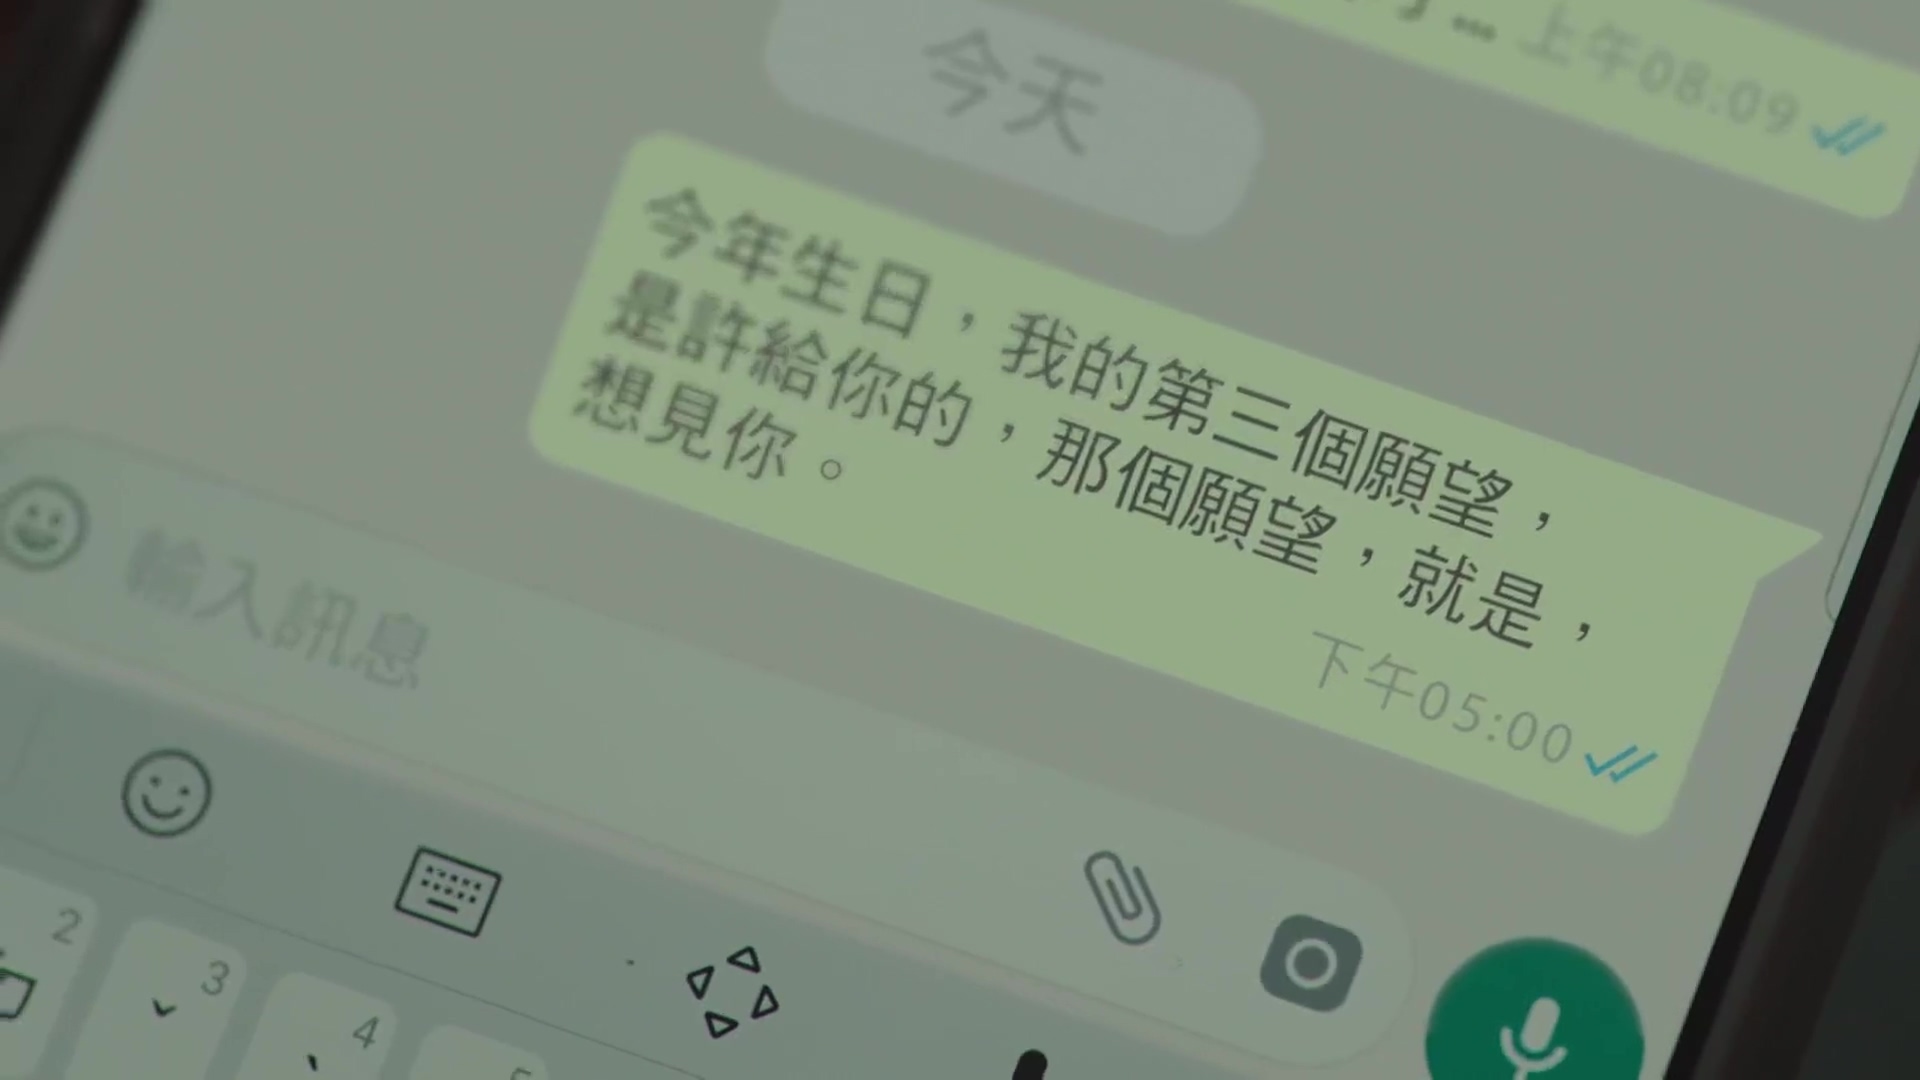 上午08:09
今天
今年生日，我的第三個願望，
是許給你的，那個願望，就是，
想見你。
下午05:00
輸入訊息
2
3
ˇ
4
ˋ